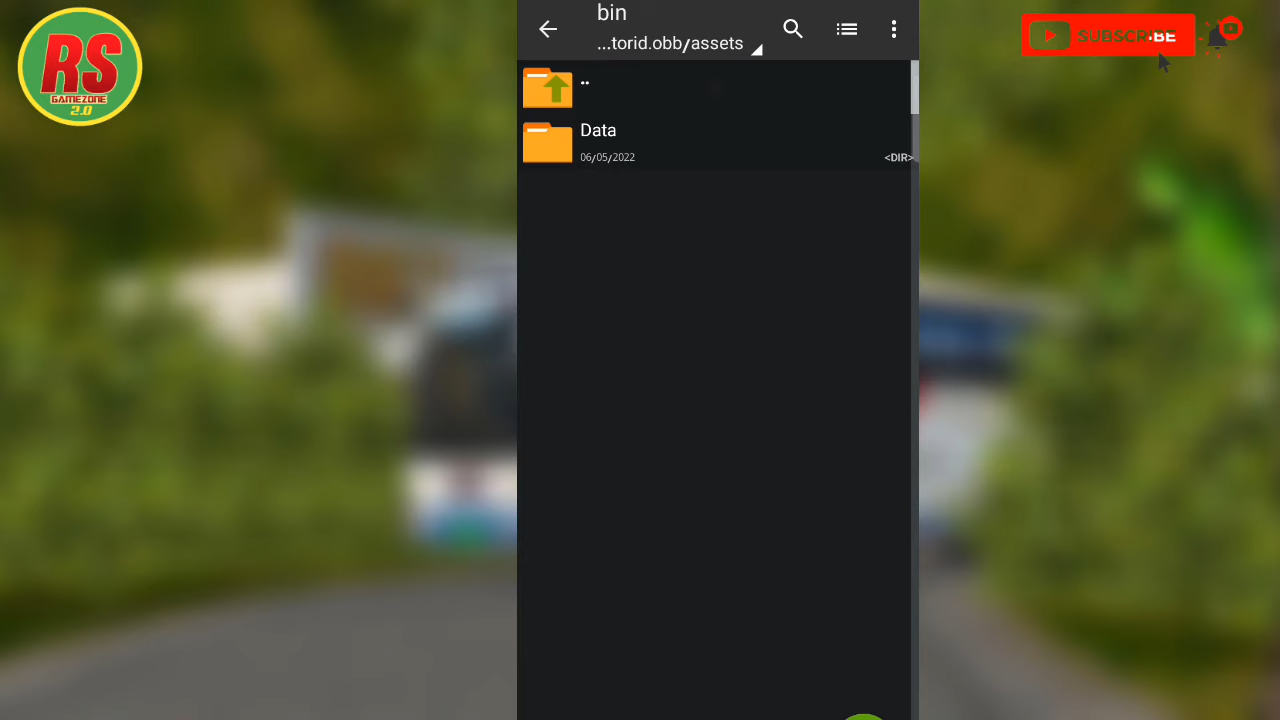 RS
GAMEZONE
2.0
bin
...torid.obb/assets
..
Data
06/05/2022
<DIR>
SUBSCRIBE